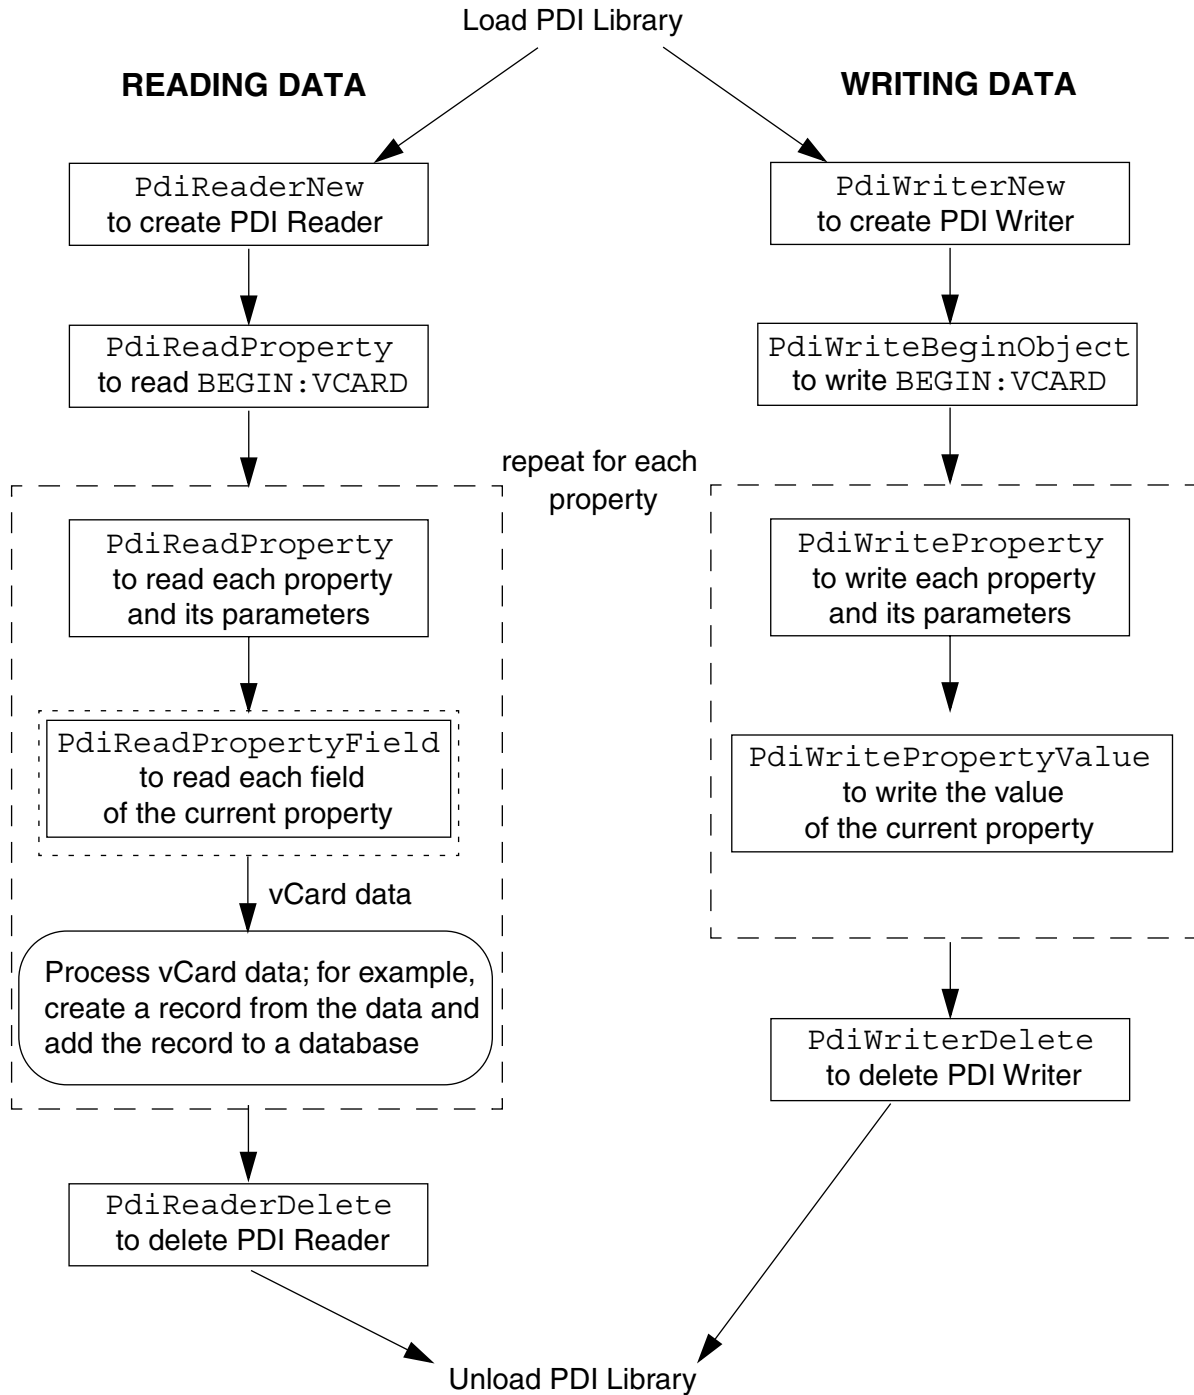 Load PDI Library
READING DATA
PdiReaderNew
to create PDI Reader
PdiReadProperty
to read BEGIN:VCARD
repeat for each
property
PdiReadProperty
to read each property
and its parameters
PdiReadPropertyField
to read each field
of the current property
vCard data
Process vCard data; for example,
create a record from the data and
add the record to a database
PdiReaderDelete
to delete PDI Reader
WRITING DATA
PdiWriterNew
to create PDI Writer
PdiWriteBeginObject
to write BEGIN:VCARD
PdiWriteProperty
to write each property
and its parameters
PdiWritePropertyValue
to write the value
of the current property
PdiWriterDelete
to delete PDI Writer
Unload PDI Library